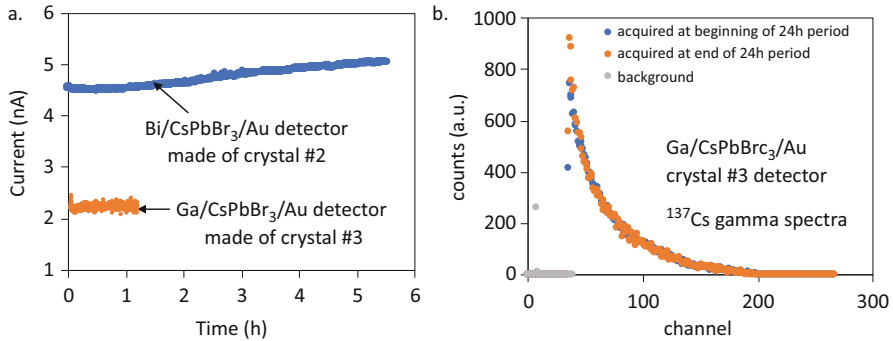 a.
6
5
4
3
2
1
Current (nA)
0
1
2
3
4
5
6
Time (h)
Bi/CsPbBr₃/Au detector
made of crystal #2
Ga/CsPbBr₃/Au detector
made of crystal #3
b.
1000
800
600
400
200
0
counts (a.u.)
0
100
200
300
channel
acquired at beginning of 24h period
acquired at end of 24h period
background
Ga/CsPbBrc₃/Au
crystal #3 detector
¹³⁷Cs gamma spectra